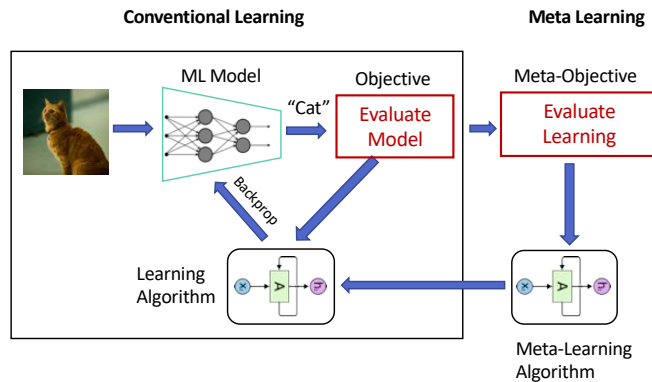 Conventional Learning
Meta Learning
ML Model
Objective
Meta-Objective
“Cat”
Evaluate
Model
Evaluate
Learning
Backprop
Learning
Algorithm
x
A
h
x
A
h
Meta-Learning
Algorithm